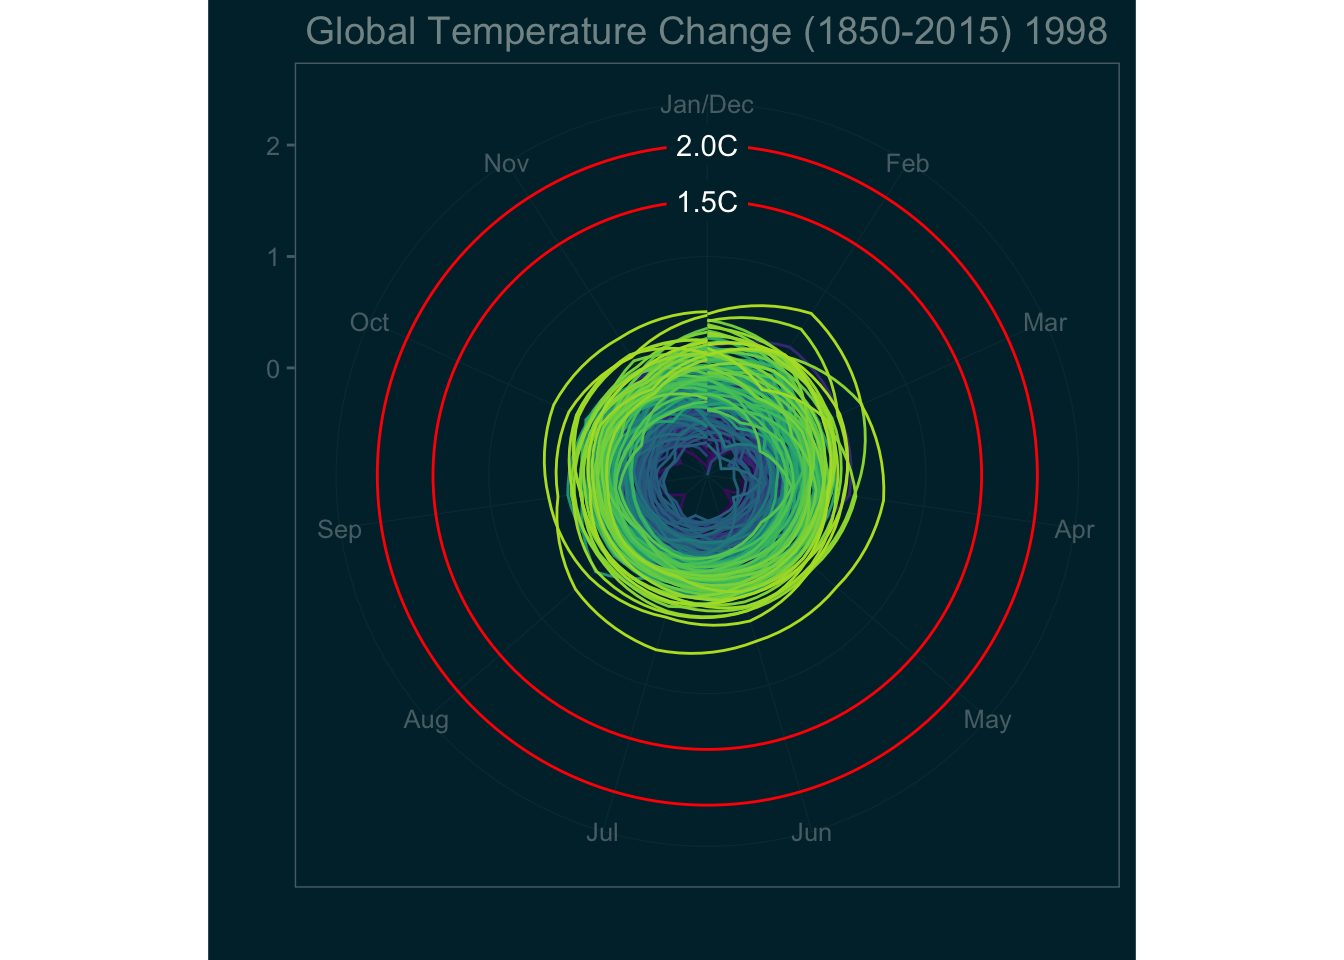 Global Temperature Change (1850-2015) 1998
Jan/Dec
2
2.0C
Nov
Feb
1.5C
1
Oct
Mar
0
Sep
Apr
Aug
May
Jul
Jun